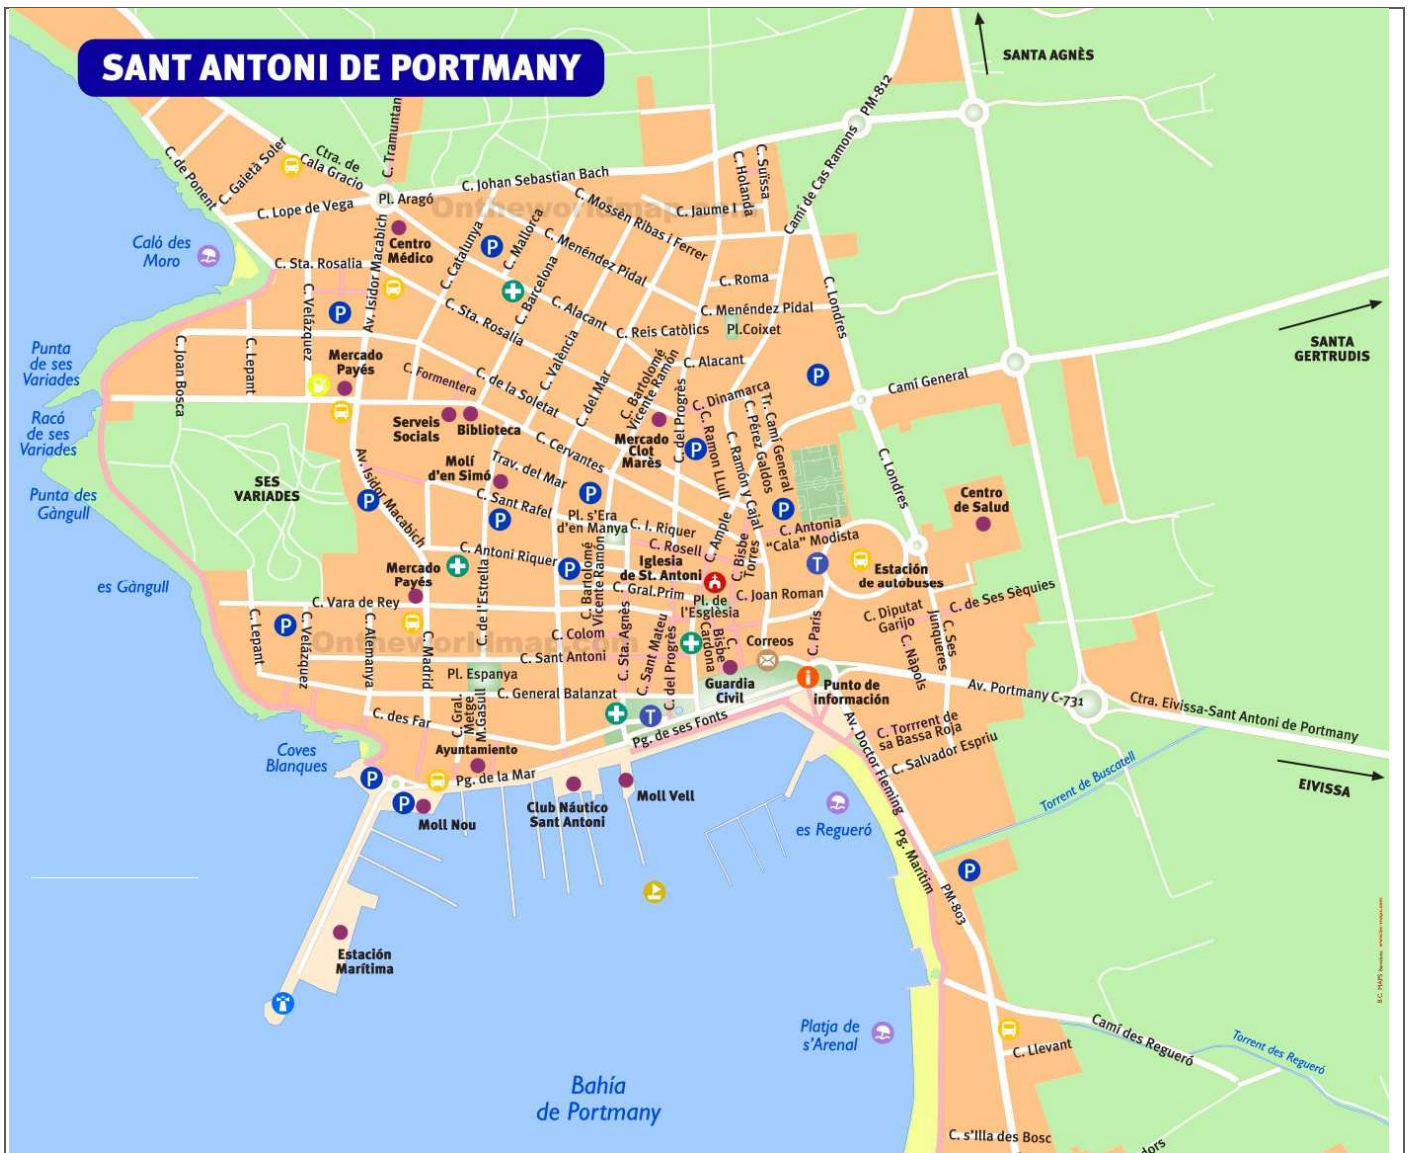 SANT ANTONI DE PORTMANY
SANTA AGNÈS
PM-812
Camí de Cas Ramons
C. Tramuntan
Ctra. de
Cala Gracio
C. Gaietà Soler
C. de Ponent
C. Lope de Vega
Pl. Aragó
C. Johan Sebastian Bach
C. Holanda
C. Suïssa
C. Jaume I
Ontheworldmap.com
C. Mossèn Ribas i Ferrer
C. Menéndez Pidal
C. Mallorca
C. Catalunya
C. Barcelona
Centro
Médico
Av. Isidor Macabich
Caló des
Moro
C. Sta. Rosalia
C. Velázquez
C. Roma
C. Menéndez Pidal
C. Londres
C. Alacant
C. Sta. Rosalia
C. Reis Catòlics
Pl.Coixet
SANTA
GERTRUDIS
Punta
de ses
Variades
C. Joan Bosca
C. Lepant
Mercado
Payés
C. Formentera
C. de la Soletat
C. València
C. del Mar
C. Bartolomé
Vicente Ramón
C. Alacant
C. del Progrès
C. Dinamarca
Camí General
Racó
de ses
Variades
Serveis
Socials
Biblioteca
Mercado
Clot
Marès
C. Ramon LLull
C. Ramón y Cajal
C. Pérez Galdos
Tr. Camí General
C. Cervantes
Trav. del Mar
Molí
d'en Simó
SES
VARIADES
Punta des
Gàngull
Av. Isidor Macabich
C. Sant Rafel
Pl. s'Era
d'en Manya
C. I. Riquer
C. Londres
Centro
de Salud
C. Antonia
"Cala" Modista
C. Ample
C. Bisbe
Torres
C. Rosell
Iglesia
de St. Antoni
C. Antoni Riquer
Estación
de autobuses
es Gàngull
Mercado
Payés
C. de l'Estrella
C. Bartolomé
Vicente Ramón
C. Gral.Prim
Pl. de
l'Esglèsia
C. Joan Roman
C. Vara de Rey
C. Diputat
Garijo
C. de Ses Sèquies
C. Ses
Junqueres
C. Lepant
C. Velázquez
C. Alemanya
C. Madrid
Ontheworldmap.com
C. Colom
C. Sant Antoni
C. Sta. Agnès
C. Sant Mateu
C. del Progrès
C. Bisbe
Cardona
Correos
C. París
C. Nàpols
Pl. Espanya
C. General Balanzat
Guardia
Civil
Punto de
información
Av. Portmany C-731
Ctra. Eivissa-Sant Antoni de Portmany
C. des Far
C. Gral.
Metge
M.Gasull
Pg. de ses Fonts
Av. Doctor Fleming
C. Torrrent de
sa Bassa Roja
C. Salvador Espriu
Coves
Blanques
Ayuntamiento
Pg. de la Mar
Torrent de Buscatell
EIVISSA
Moll Nou
Club Náutico
Sant Antoni
Moll Vell
es Regueró
Pg. Marítim
PM-803
Estación
Marítima
Platja de
s'Arenal
C. Llevant
Camí des Regueró
Torrent des Regueró
Bahía
de Portmany
C. s'Illa des Bosc
dors